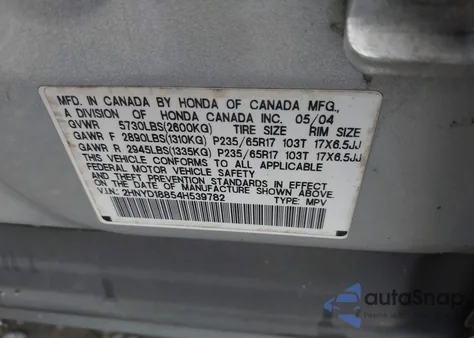 MFD. IN CANADA BY HONDA OF CANADA MFG.,
A DIVISION OF HONDA CANADA INC. 05/04
GVWR 5730LBS(2600KG) TIRE SIZE RIM SIZE
GAWR F 2890LBS(1310KG) P235/65R17 103T 17X6.5JJ
GAWR R 2945LBS(1335KG) P235/65R17 103T 17X6.5JJ
THIS VEHICLE CONFORMS TO ALL APPLICABLE
FEDERAL MOTOR VEHICLE SAFETY AND THEFT
PREVENTION STANDARDS IN EFFECT ON
THE DATE OF MANUFACTURE SHOWN ABOVE.
V.I.N.: 2HNYD18854H539782 TYPE: MPV
autoSnap